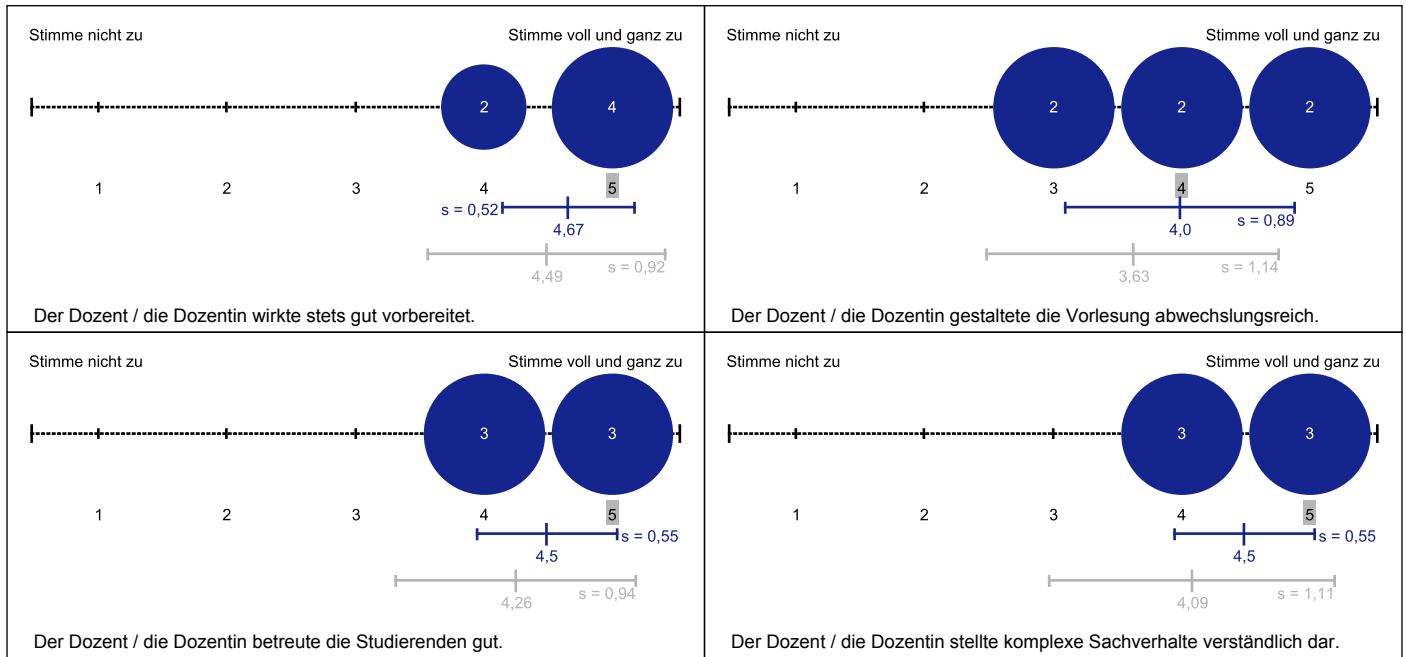 Stimme nicht zu Stimme voll und ganz zu
2 4
1 2 3 4 5
s = 0,52
4,67
s = 0,92
4,49
Der Dozent / die Dozentin wirkte stets gut vorbereitet.
Stimme nicht zu Stimme voll und ganz zu
2 2 2
1 2 3 4 5
s = 0,89
4,0
s = 1,14
3,63
Der Dozent / die Dozentin gestaltete die Vorlesung abwechslungsreich.
Stimme nicht zu Stimme voll und ganz zu
3 3
1 2 3 4 5
s = 0,55
4,5
s = 0,94
4,26
Der Dozent / die Dozentin betreute die Studierenden gut.
Stimme nicht zu Stimme voll und ganz zu
3 3
1 2 3 4 5
s = 0,55
4,5
s = 1,11
4,09
Der Dozent / die Dozentin stellte komplexe Sachverhalte verständlich dar.